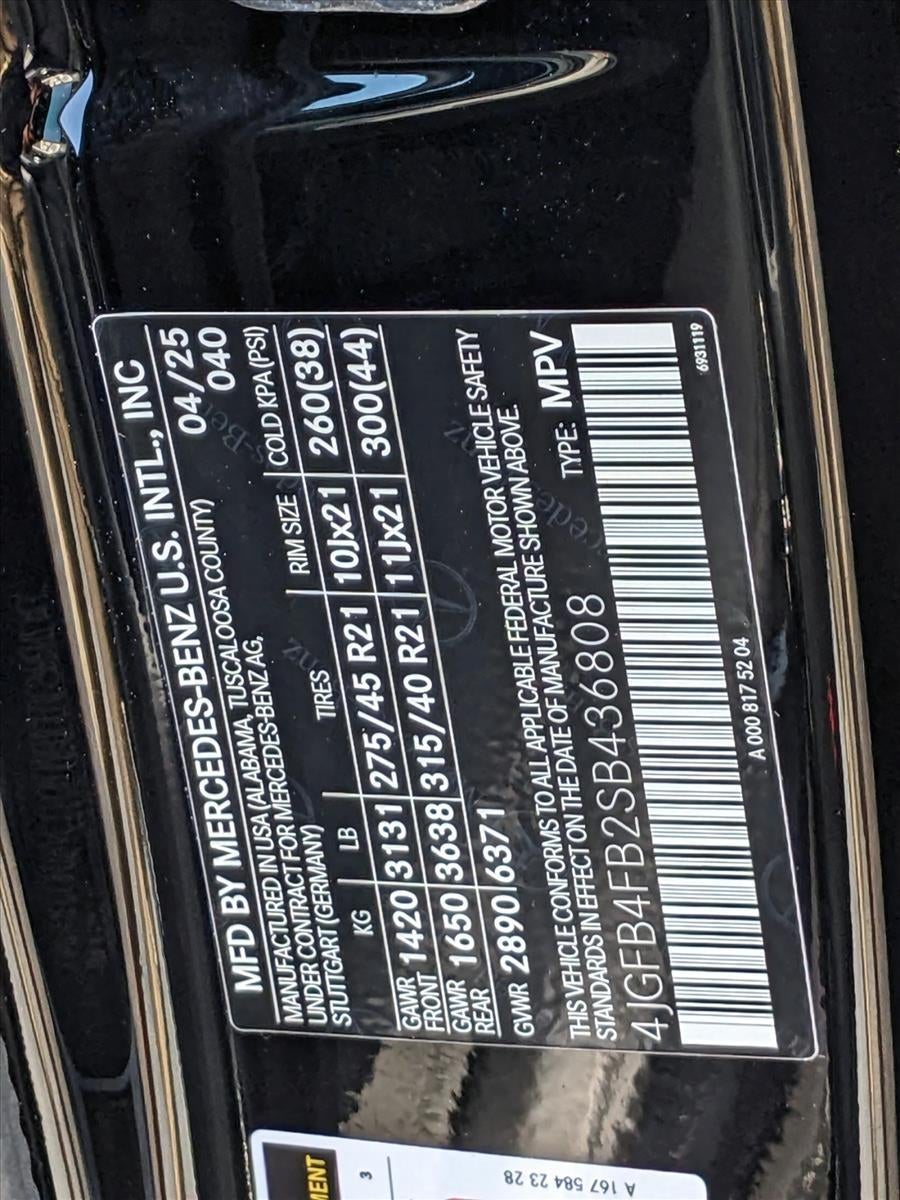 MFD BY MERCEDES-BENZ U.S. INTL., INC
MANUFACTURED IN USA (ALABAMA, TUSCALOOSA COUNTY) 04/25
UNDER CONTRACT FOR MERCEDES-BENZ AG, 040
STUTTGART (GERMANY)
KG LB TIRES RIM SIZE COLD KPA (PSI)
GAWR FRONT 1420 3131 275/45 R21 10Jx21 260(38)
GAWR REAR 1650 3638 315/40 R21 11Jx21 300(44)
GVWR 2890 6371
THIS VEHICLE CONFORMS TO ALL APPLICABLE FEDERAL MOTOR VEHICLE SAFETY
STANDARDS IN EFFECT ON THE DATE OF MANUFACTURE SHOWN ABOVE.
4JGFB4FB2SB436808 TYPE: MPV
A 000 817 52 04
6931119
3
A 167 584 23 28